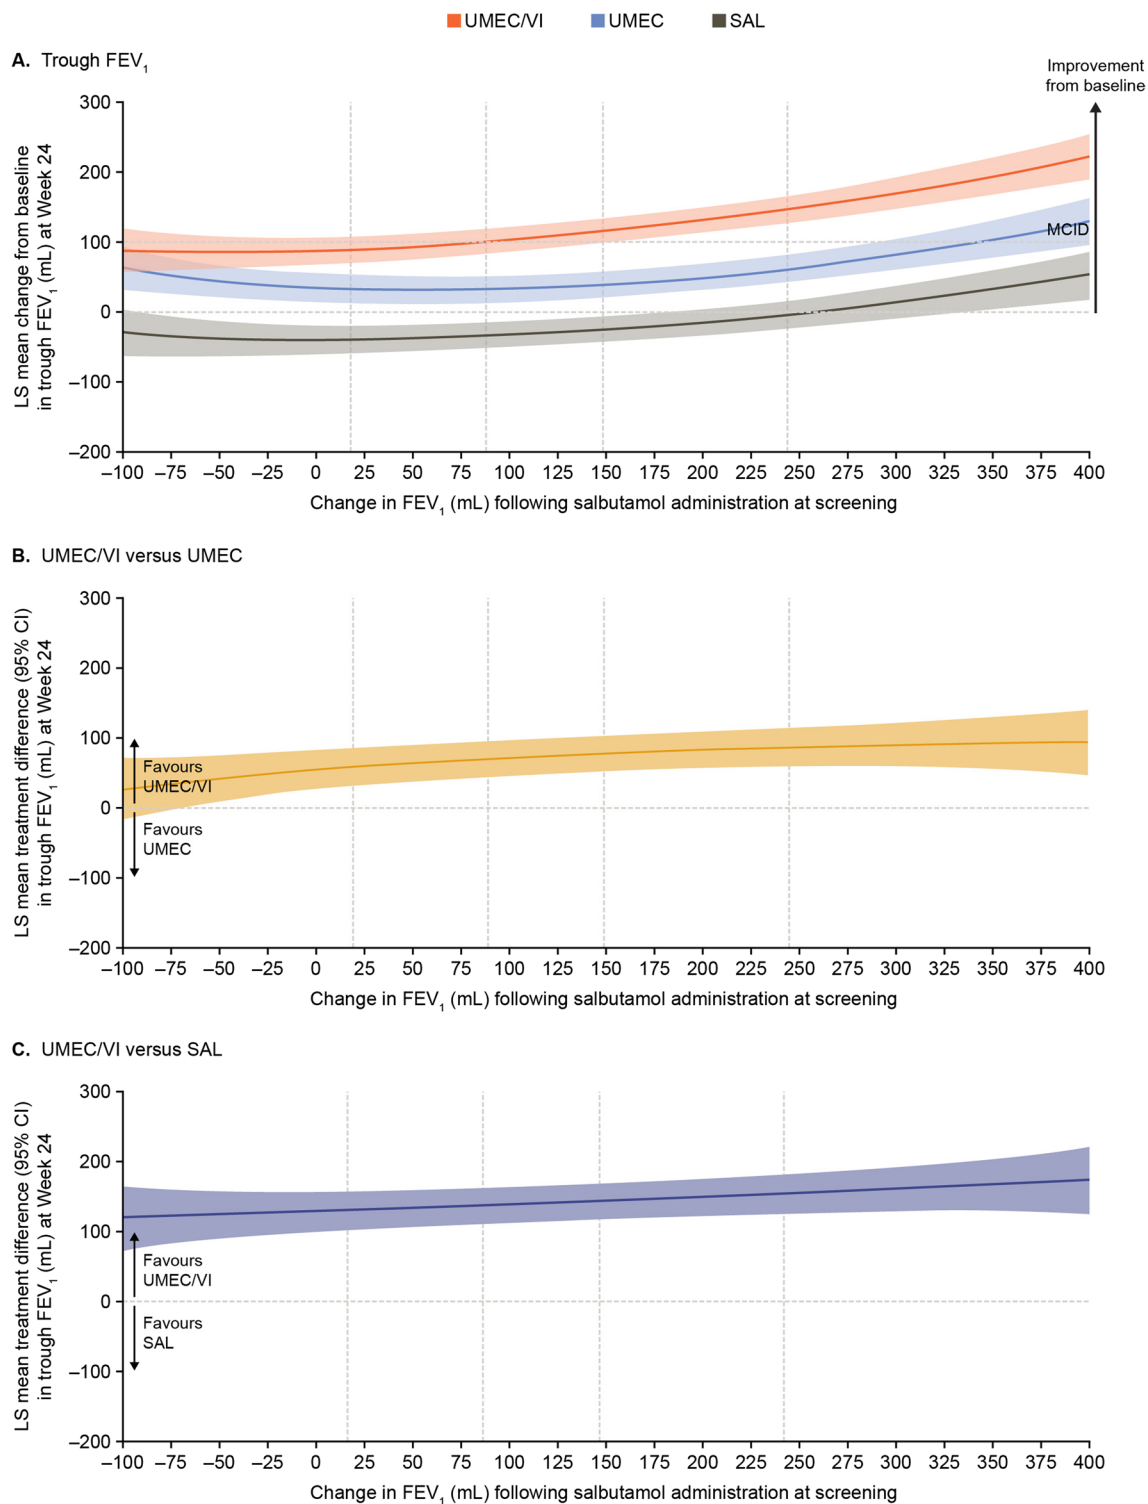 UMEC/VI UMEC SAL
A. Trough FEV1
Improvement
from baseline
LS mean change from baseline
in trough FEV1 (mL) at Week 24
300
200
100
0
–100
–200
MCID
–100 –75 –50 –25 0 25 50 75 100 125 150 175 200 225 250 275 300 325 350 375 400
Change in FEV1 (mL) following salbutamol administration at screening
B. UMEC/VI versus UMEC
LS mean treatment difference (95% CI)
in trough FEV1 (mL) at Week 24
300
200
100
0
–100
–200
Favours
UMEC/VI
Favours
UMEC
–100 –75 –50 –25 0 25 50 75 100 125 150 175 200 225 250 275 300 325 350 375 400
Change in FEV1 (mL) following salbutamol administration at screening
C. UMEC/VI versus SAL
LS mean treatment difference (95% CI)
in trough FEV1 (mL) at Week 24
300
200
100
0
–100
–200
Favours
UMEC/VI
Favours
SAL
–100 –75 –50 –25 0 25 50 75 100 125 150 175 200 225 250 275 300 325 350 375 400
Change in FEV1 (mL) following salbutamol administration at screening